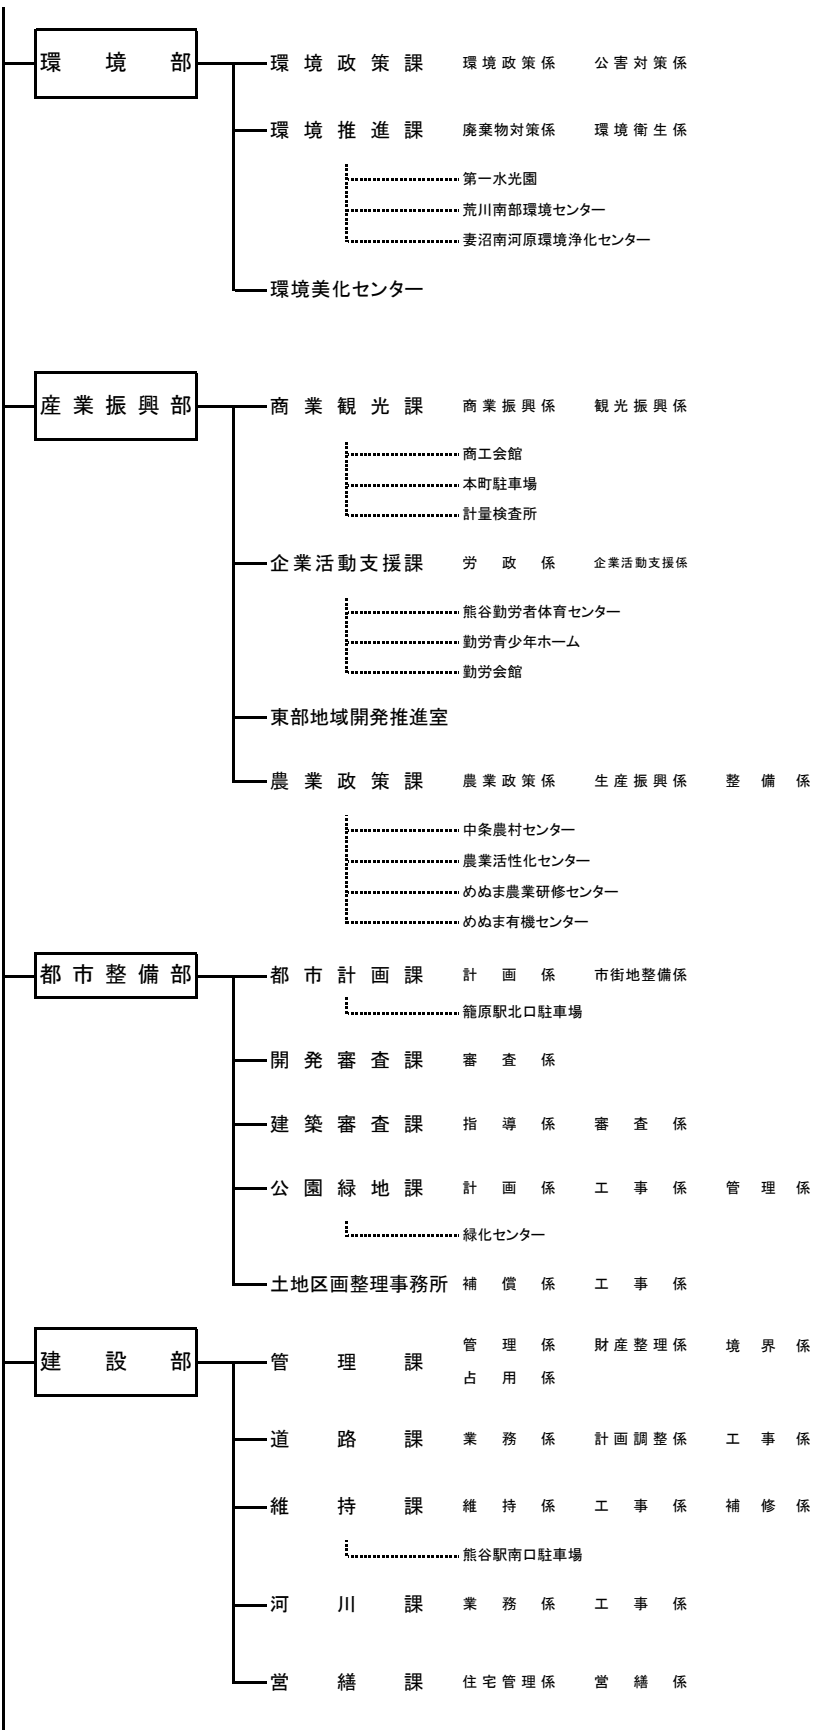 環境部 環境政策課 環境政策係 公害対策係
環境推進課 廃棄物対策係 環境衛生係
第一水光園
荒川南部環境センター
妻沼南河原環境浄化センター
環境美化センター
産業振興部 商業観光課 商業振興係 観光振興係
商工会館
本町駐車場
計量検査所
企業活動支援課 労政係 企業活動支援係
熊谷勤労者体育センター
勤労青少年ホーム
勤労会館
東部地域開発推進室
農業政策課 農業政策係 生産振興係 整備係
中条農村センター
農業活性化センター
めぬま農業研修センター
めぬま有機センター
都市整備部 都市計画課 計画係 市街地整備係
籠原駅北口駐車場
開発審査課 審査係
建築審査課 指導係 審査係
公園緑地課 計画係 工事係 管理係
緑化センター
土地区画整理事務所 補償係 工事係
建設部 管理課 管理係 財産整理係 境界係
占用係
道路課 業務係 計画調整係 工事係
維持課 維持係 工事係 補修係
熊谷駅南口駐車場
河川課 業務係 工事係
営繕課 住宅管理係 営繕係